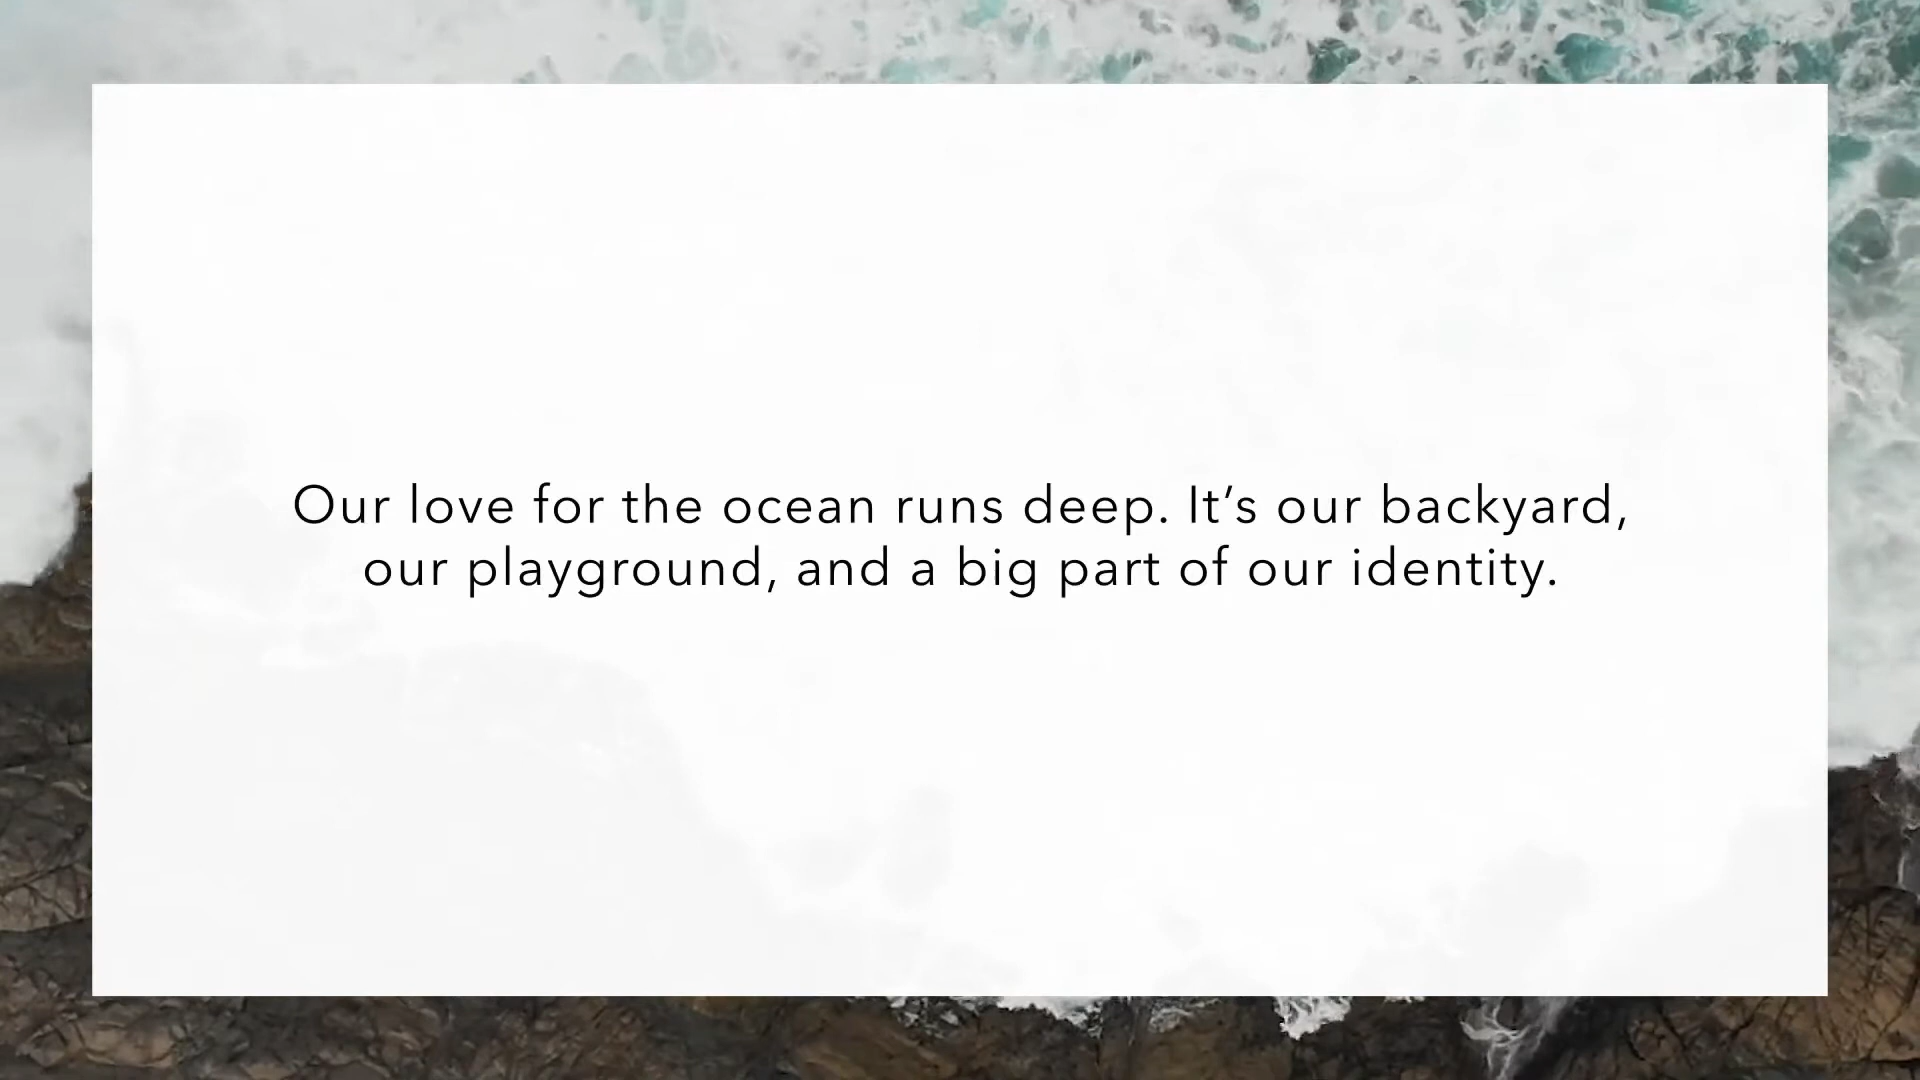 Our love for the ocean runs deep. It’s our backyard,
our playground, and a big part of our identity.